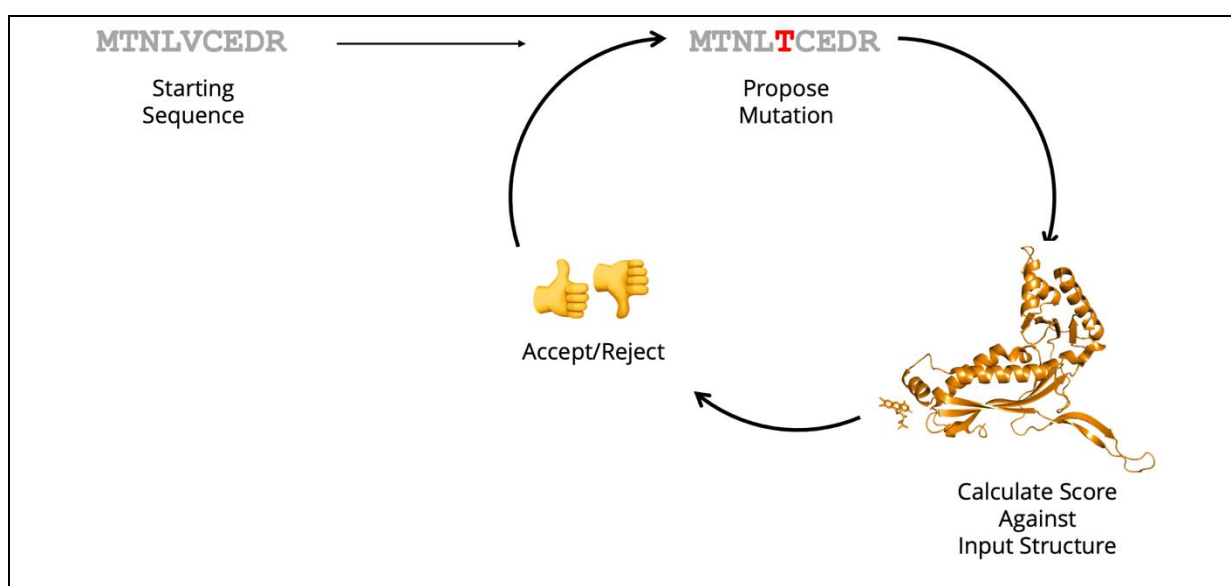 MTNLVCEDR
Starting
Sequence
MTNLTCEDR
Propose
Mutation
Accept/Reject
Calculate Score
Against
Input Structure